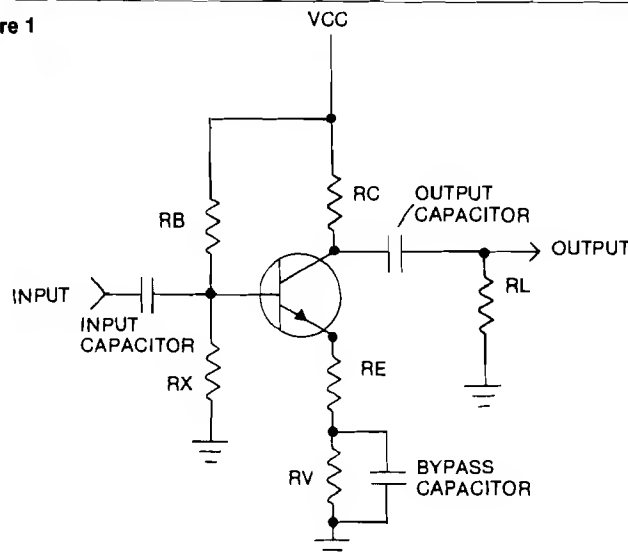 re 1
VCC
RC
OUTPUT
CAPACITOR
RB
OUTPUT
RL
INPUT
INPUT
CAPACITOR
RX
RE
RV
BYPASS
CAPACITOR